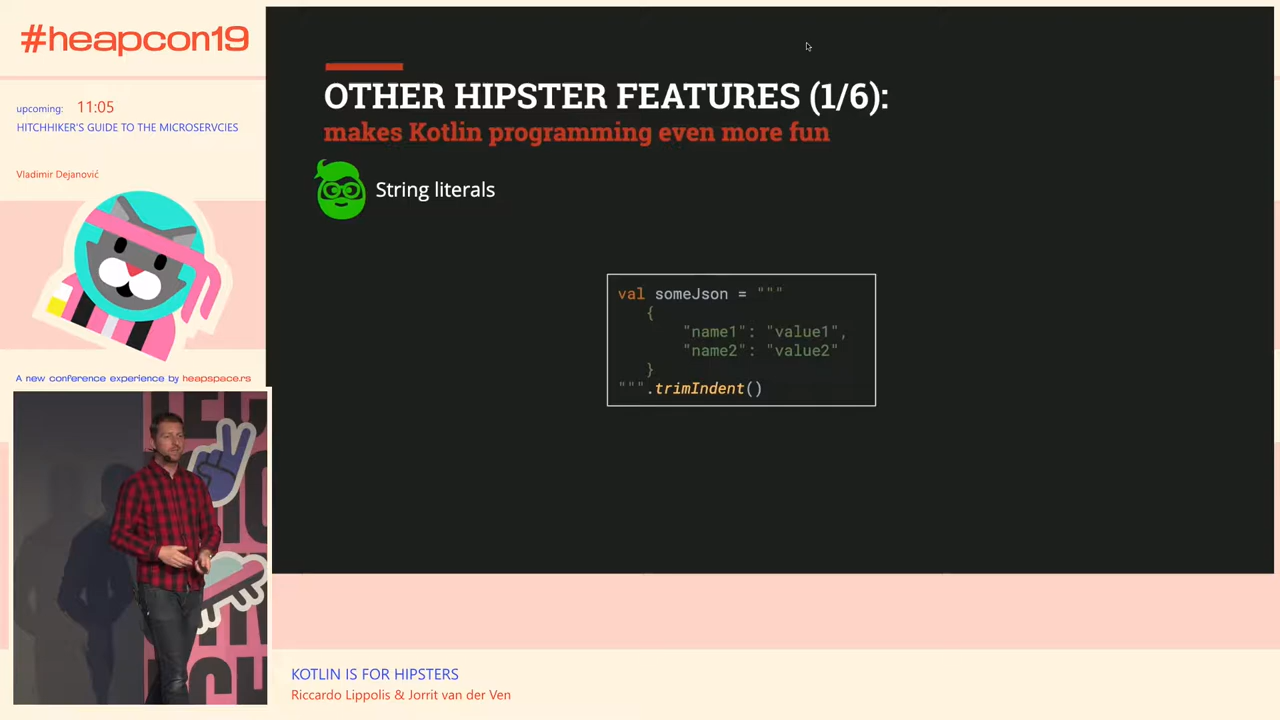 #heapcon19
upcoming: 11:05
HITCHHIKER'S GUIDE TO THE MICROSERVCIES
Vladimir Dejanović
A new conference experience by heapspace.rs
OTHER HIPSTER FEATURES (1/6):
makes Kotlin programming even more fun
String literals
val someJson = """
{
"name1": "value1",
"name2": "value2"
}
""".trimIndent()
KOTLIN IS FOR HIPSTERS
Riccardo Lippolis & Jorrit van der Ven